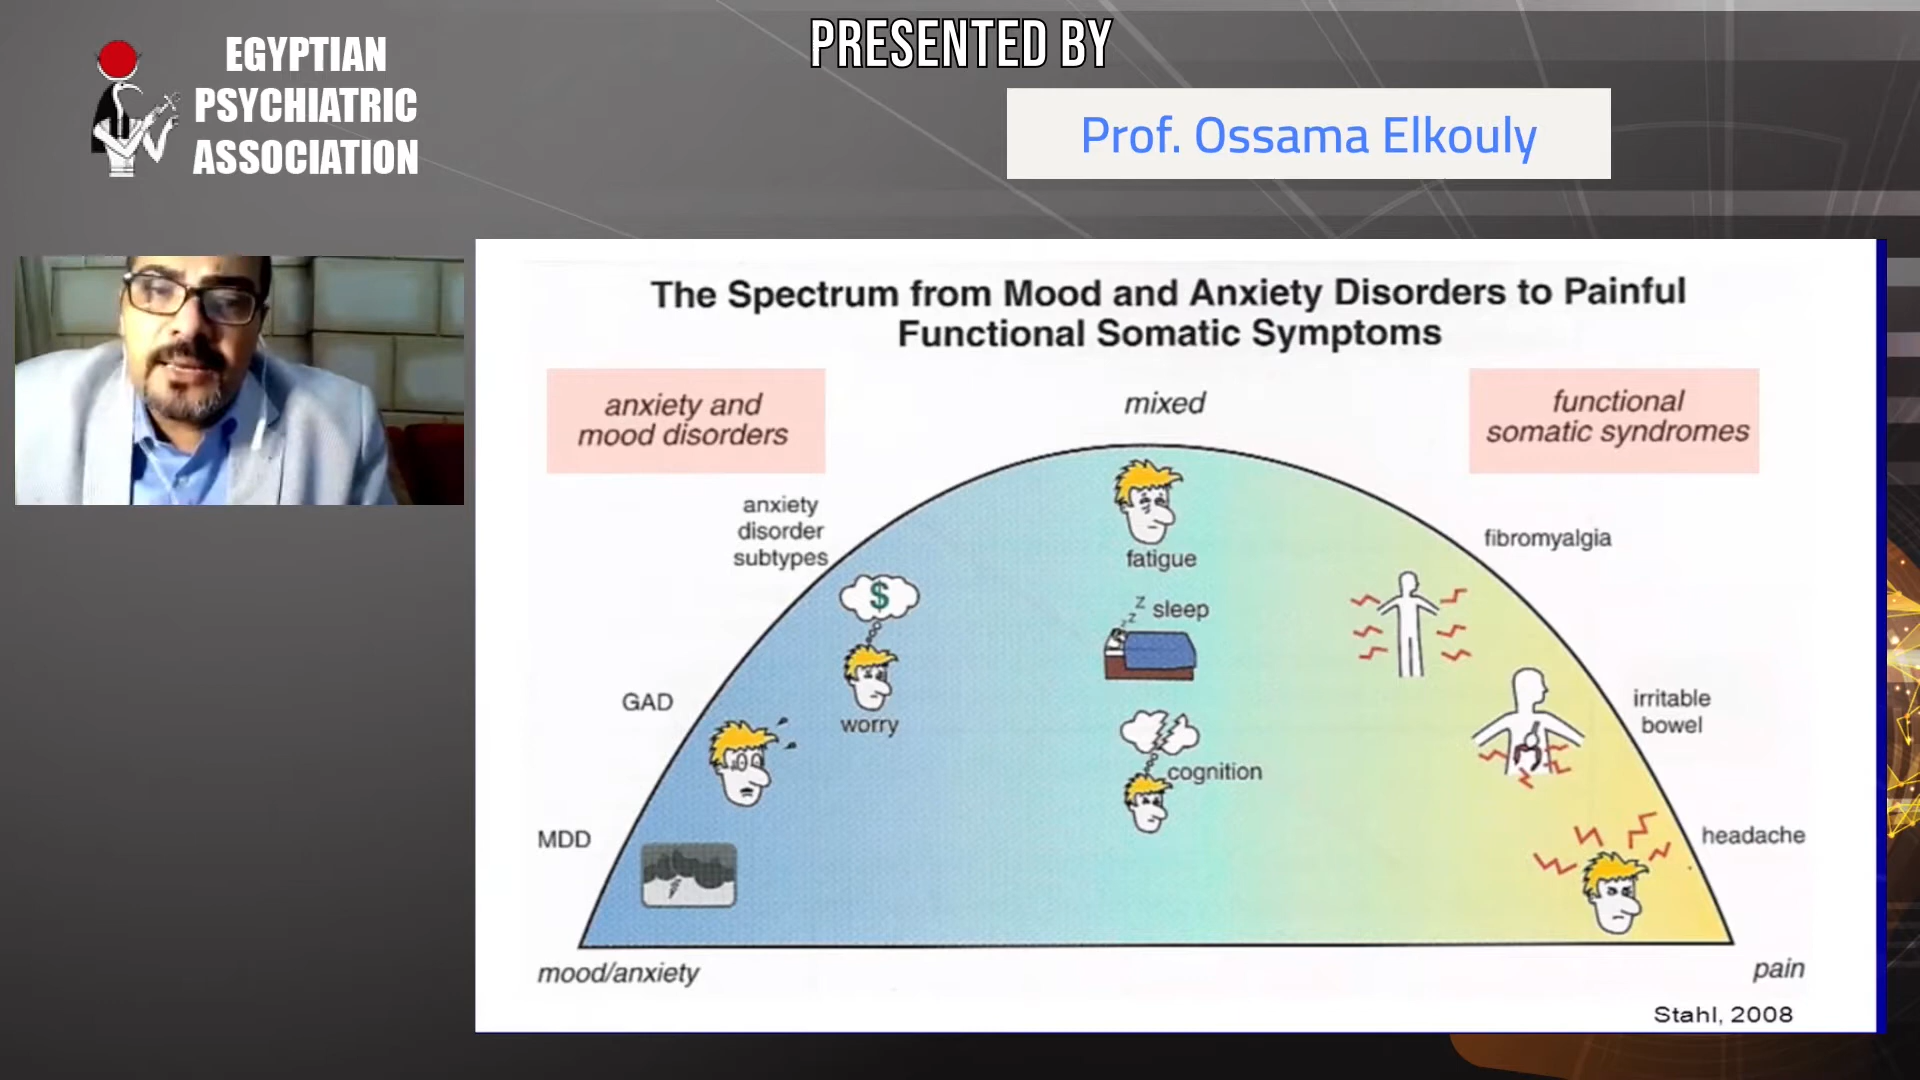 EGYPTIAN
PSYCHIATRIC
ASSOCIATION
PRESENTED BY
Prof. Ossama Elkouly
The Spectrum from Mood and Anxiety Disorders to Painful
Functional Somatic Symptoms
anxiety and
mood disorders
mixed
functional
somatic syndromes
anxiety
disorder
subtypes
fatigue
fibromyalgia
$
z
z
z
sleep
GAD
worry
irritable
bowel
cognition
MDD
headache
mood/anxiety
pain
Stahl, 2008